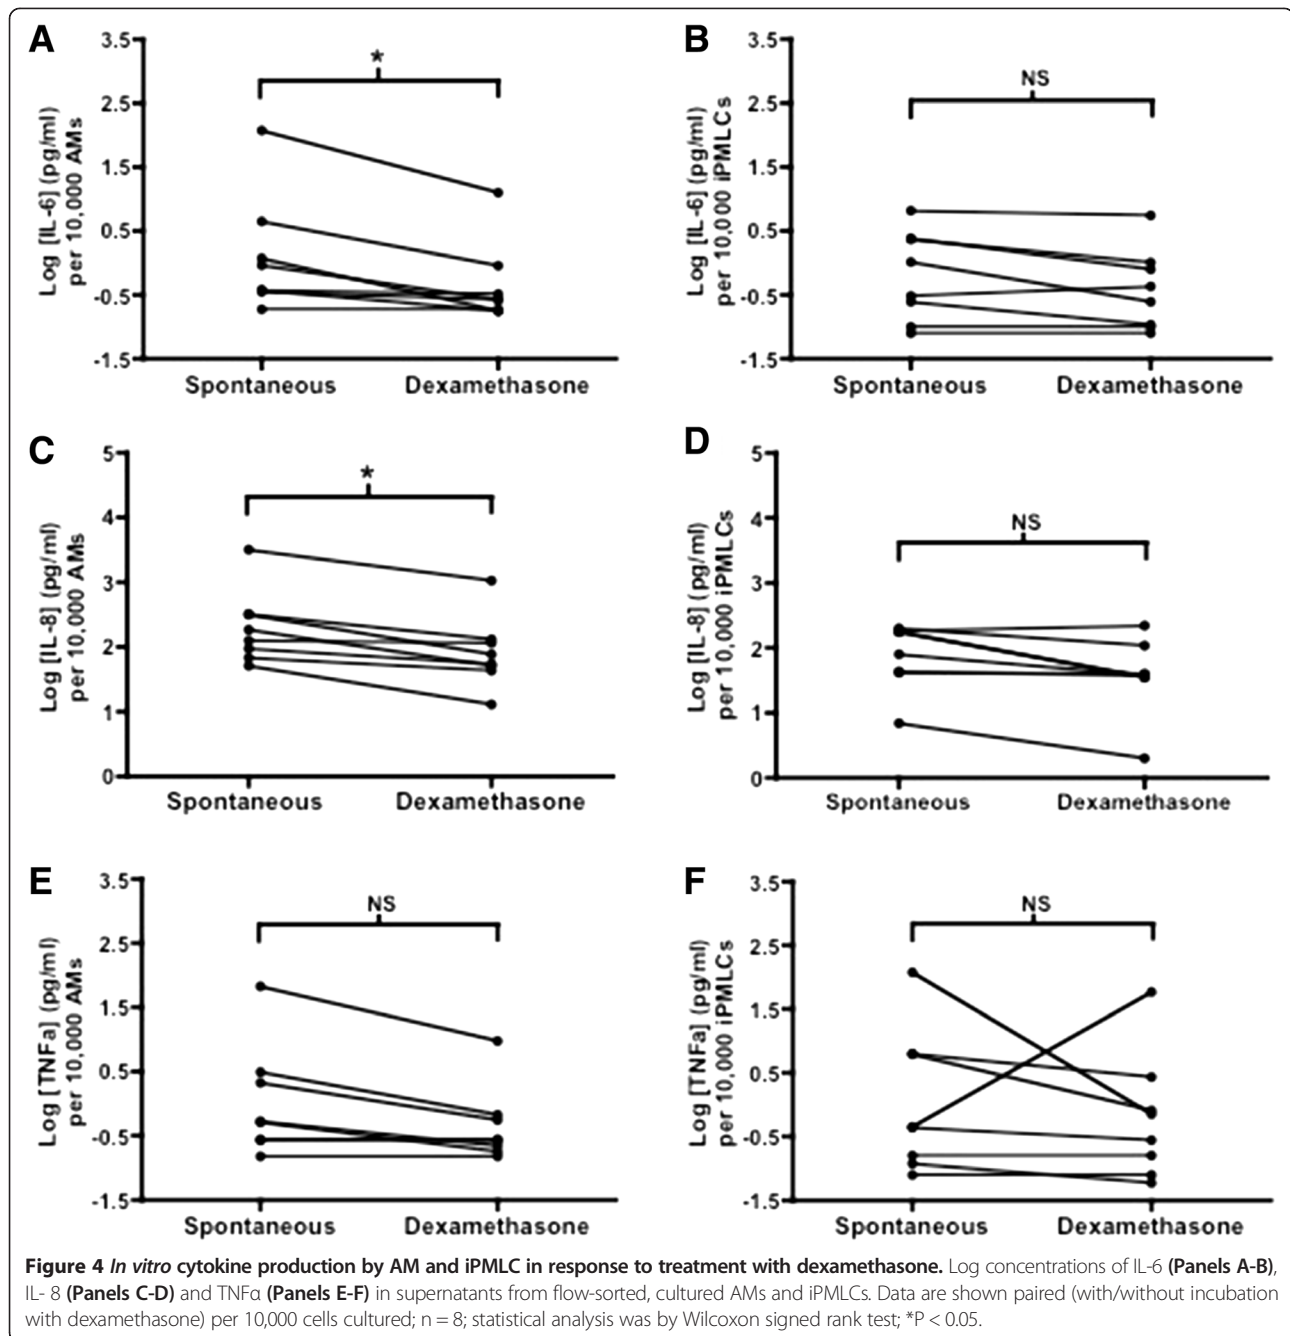 A
3.5
2.5
1.5
0.5
-0.5
-1.5
Log [IL-6] (pg/ml)
per 10,000 AMs
*
Spontaneous
Dexamethasone
B
3.5
2.5
1.5
0.5
-0.5
-1.5
Log [IL-6] (pg/ml)
per 10,000 iPMLCs
NS
Spontaneous
Dexamethasone
C
5
4
3
2
1
0
Log [IL-8] (pg/ml)
per 10,000 AMs
*
Spontaneous
Dexamethasone
D
5
4
3
2
1
0
Log [IL-8] (pg/ml)
per 10,000 iPMLCs
NS
Spontaneous
Dexamethasone
E
3.5
2.5
1.5
0.5
-0.5
-1.5
Log [TNFa] (pg/ml)
per 10,000 AMs
NS
Spontaneous
Dexamethasone
F
3.5
2.5
1.5
0.5
-0.5
-1.5
Log [TNFa] (pg/ml)
per 10,000 iPMLCs
NS
Spontaneous
Dexamethasone
Figure 4 In vitro cytokine production by AM and iPMLC in response to treatment with dexamethasone. Log concentrations of IL-6 (Panels A-B),
IL- 8 (Panels C-D) and TNFα (Panels E-F) in supernatants from flow-sorted, cultured AMs and iPMLCs. Data are shown paired (with/without incubation
with dexamethasone) per 10,000 cells cultured; n = 8; statistical analysis was by Wilcoxon signed rank test; *P < 0.05.